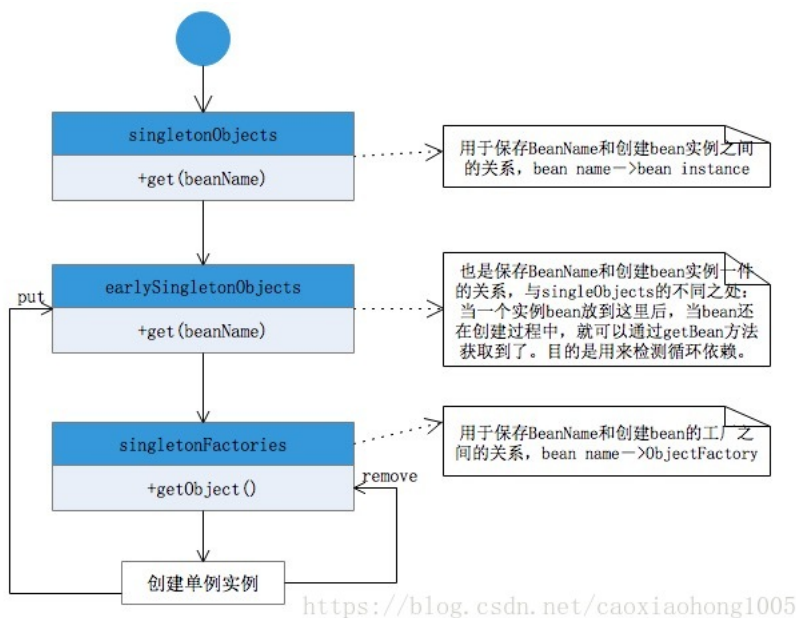 singletonObjects
+get(beanName)
用于保存BeanName和创建bean实例之间
的关系，bean name—>bean instance
earlySingletonObjects
+get(beanName)
put
也是保存BeanName和创建bean实例一件
的关系，与singleObjects的不同之处：
当一个实例bean放到这里后，当bean还
在创建过程中，就可以通过getBean方法
获取到了。目的是用来检测循环依赖。
singletonFactories
+getObject()
用于保存BeanName和创建bean的工厂之
间的关系，bean name—>ObjectFactory
remove
创建单例实例
https://blog.csdn.net/caoxiaohong1005